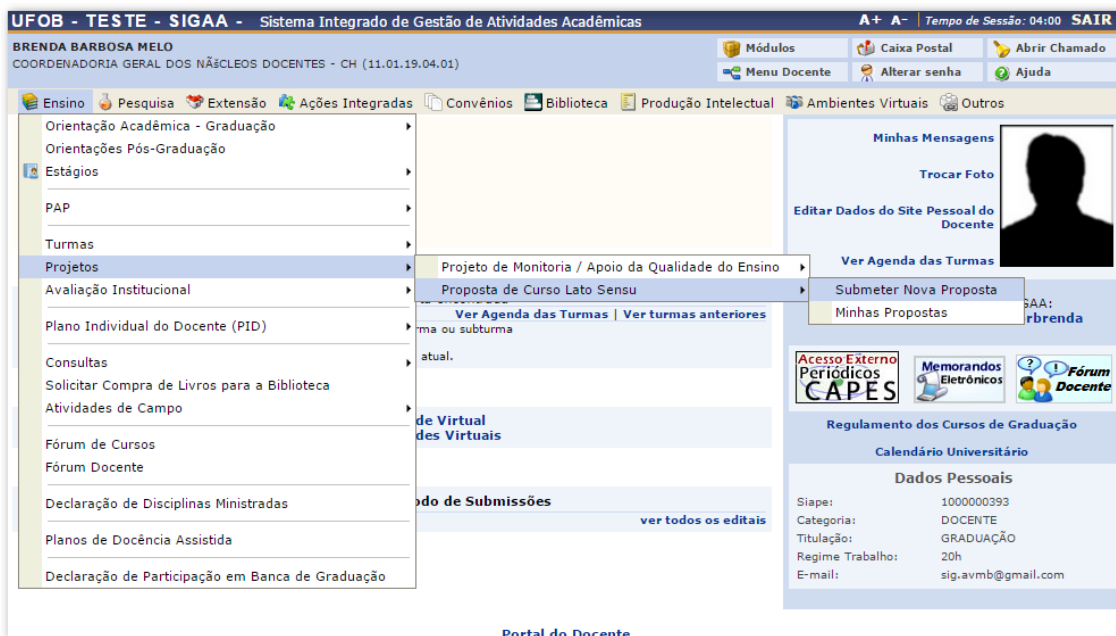 UFOB - TESTE - SIGAA - Sistema Integrado de Gestão de Atividades Acadêmicas
A+ A- Tempo de Sessão: 04:00 SAIR
BRENDA BARBOSA MELO
COORDENADORIA GERAL DOS NÃšCLEOS DOCENTES - CH (11.01.19.04.01)
Módulos
Caixa Postal
Abrir Chamado
Menu Docente
Alterar senha
Ajuda
Ensino Pesquisa Extensão Ações Integradas Convênios Biblioteca Produção Intelectual Ambientes Virtuais Outros
Orientação Acadêmica - Graduação
Orientações Pós-Graduação
Estágios
PAP
Turmas
Projetos
Avaliação Institucional
Plano Individual do Docente (PID)
Consultas
Solicitar Compra de Livros para a Biblioteca
Atividades de Campo
Fórum de Cursos
Fórum Docente
Declaração de Disciplinas Ministradas
Planos de Docência Assistida
Declaração de Participação em Banca de Graduação
Projeto de Monitoria / Apoio da Qualidade do Ensino
Proposta de Curso Lato Sensu
Submeter Nova Proposta
Minhas Propostas
Ver Agenda das Turmas | Ver turmas anteriores
ou subturma
atual.
de Virtual
Virtuais
de Submissões
ver todos os editais
Minhas Mensagens
Trocar Foto
Editar Dados do Site Pessoal do
Docente
Ver Agenda das Turmas
rbrenda
Acesso Externo
Periódicos
CAPES
Memorandos
Eletrônicos
Fórum
Docente
Regulamento dos Cursos de Graduação
Calendário Universitário
Dados Pessoais
Siape: 1000000393
Categoria: DOCENTE
Titulação: GRADUAÇÃO
Regime Trabalho: 20h
E-mail: sig.avmb@gmail.com
Portal do Docente